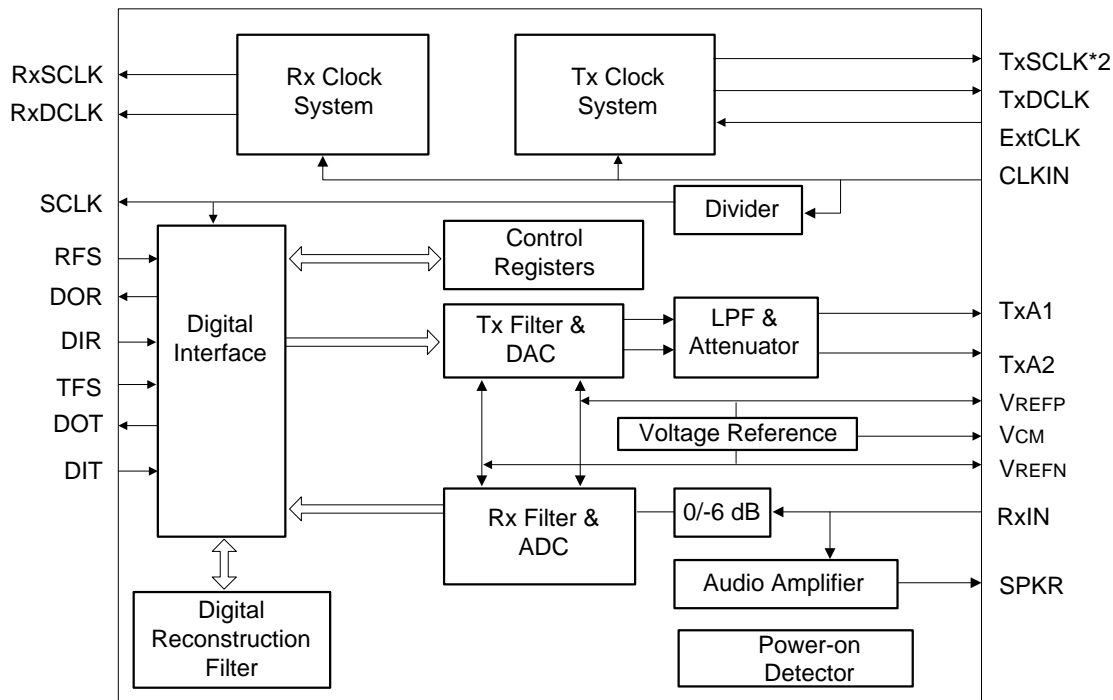 RxSCLK
RxDCLK
Rx Clock
System
Tx Clock
System
TxSCLK*2
TxDCLK
ExtCLK
CLKIN
SCLK
Divider
RFS
DOR
DIR
TFS
DOT
DIT
Digital
Interface
Control
Registers
Tx Filter &
DAC
LPF &
Attenuator
TxA1
TxA2
VREFP
Voltage Reference
VCM
VREFN
Rx Filter &
ADC
0/-6 dB
RxIN
Audio Amplifier
SPKR
Digital
Reconstruction
Filter
Power-on
Detector